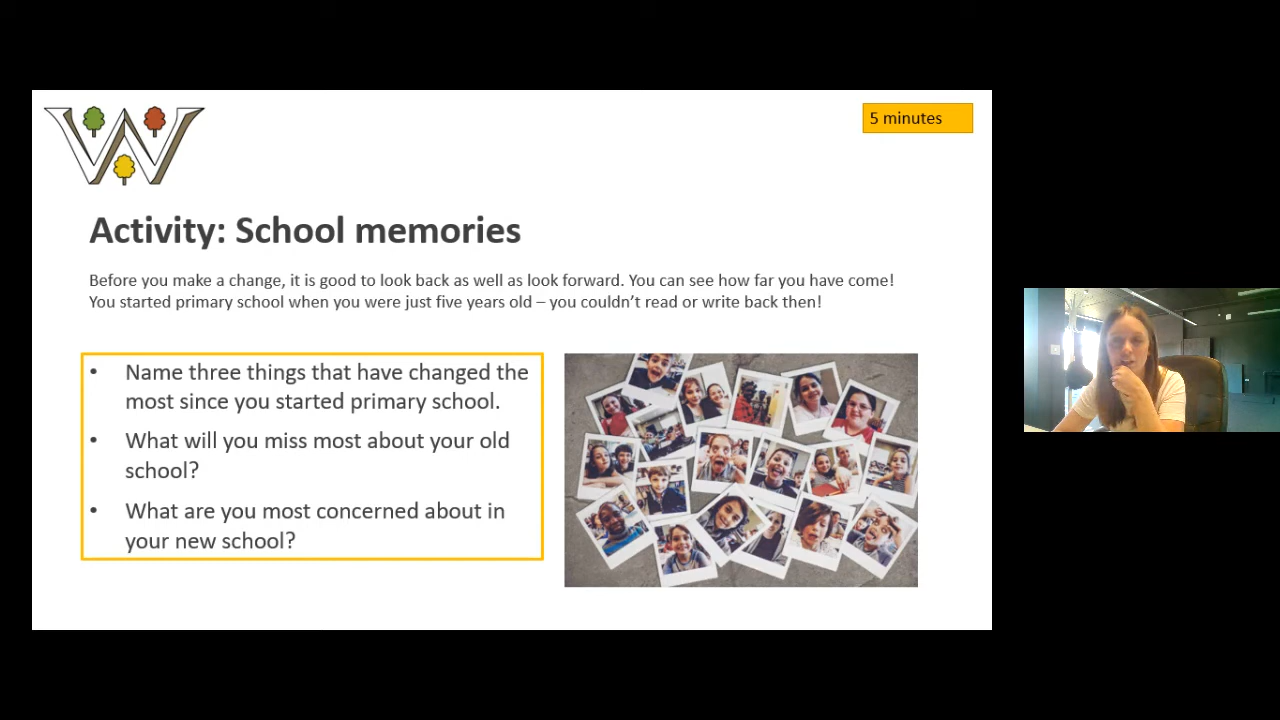 W
5 minutes
Activity: School memories
Before you make a change, it is good to look back as well as look forward. You can see how far you have come!
You started primary school when you were just five years old – you couldn’t read or write back then!
• Name three things that have changed the
most since you started primary school.
• What will you miss most about your old
school?
• What are you most concerned about in
your new school?